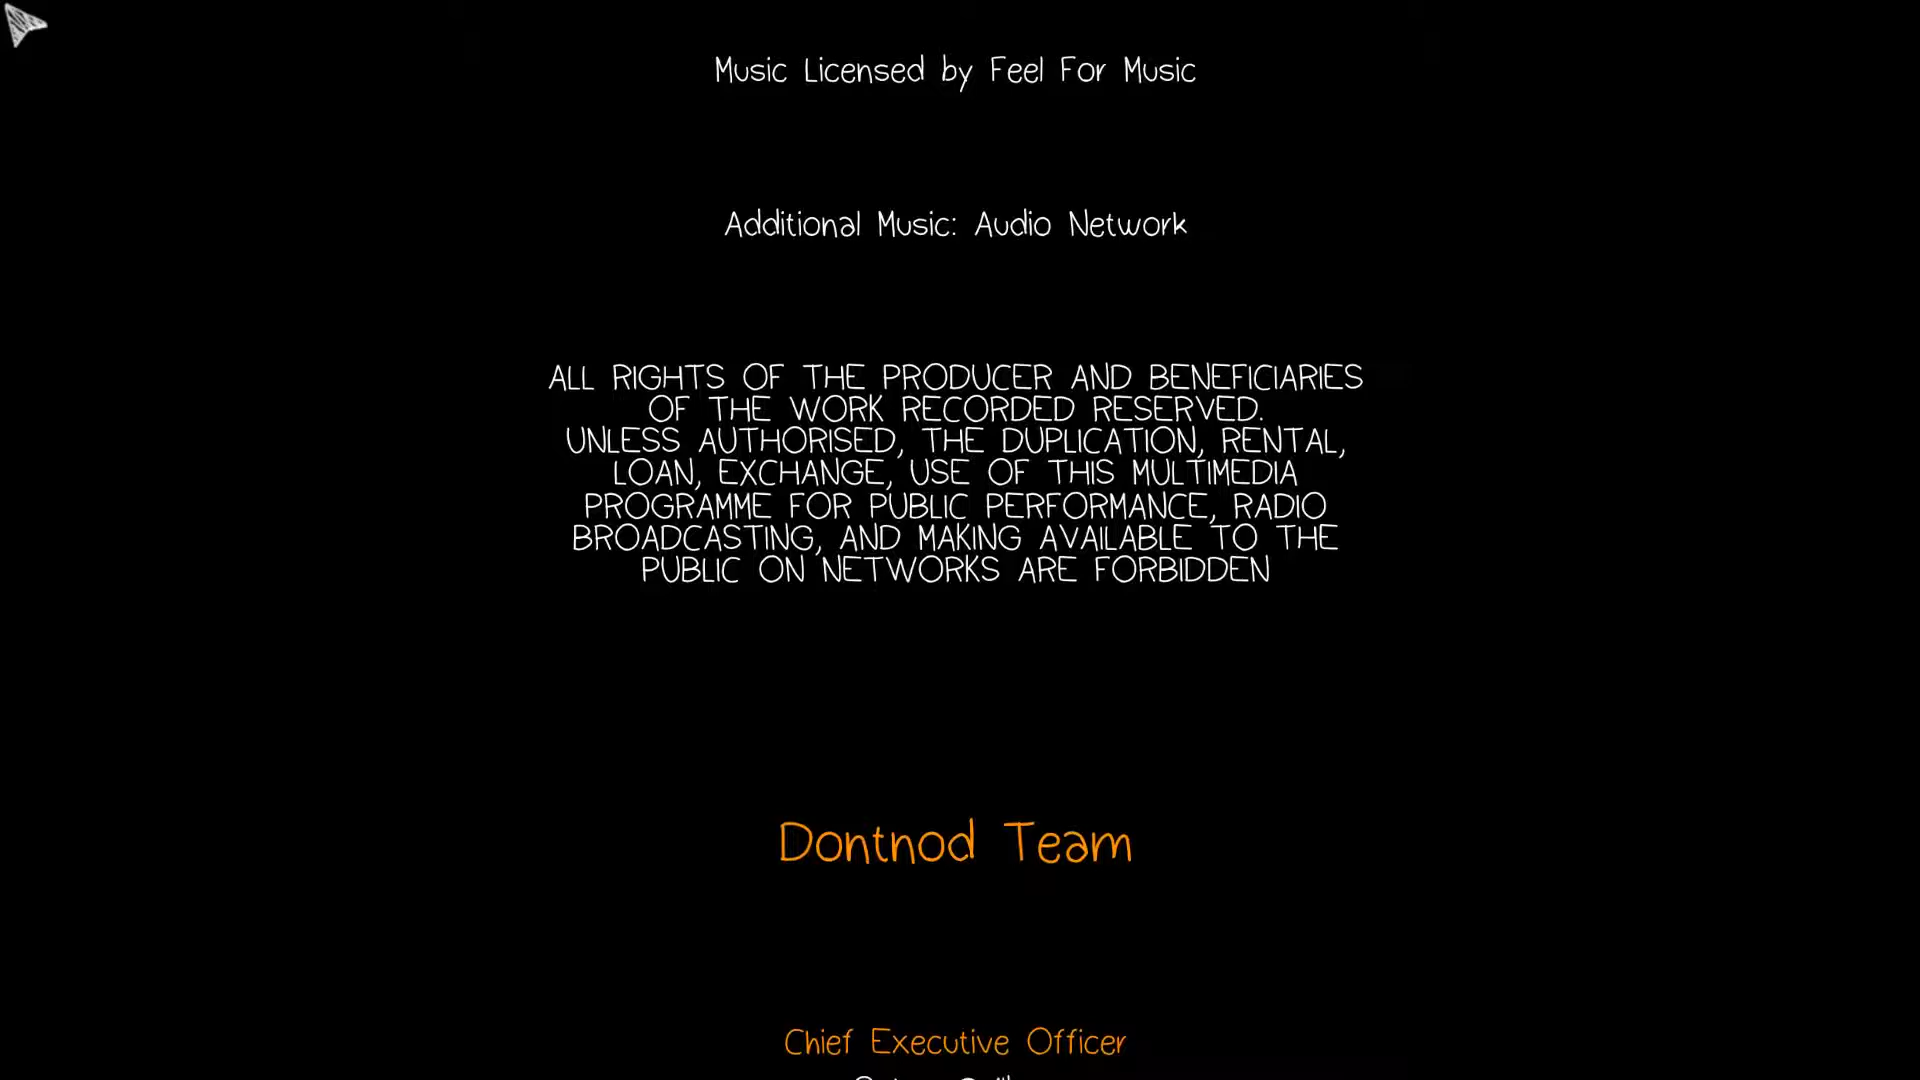 Music Licensed by Feel For Music
Additional Music: Audio Network
ALL RIGHTS OF THE PRODUCER AND BENEFICIARIES
OF THE WORK RECORDED RESERVED.
UNLESS AUTHORISED, THE DUPLICATION, RENTAL,
LOAN, EXCHANGE, USE OF THIS MULTIMEDIA
PROGRAMME FOR PUBLIC PERFORMANCE, RADIO
BROADCASTING, AND MAKING AVAILABLE TO THE
PUBLIC ON NETWORKS ARE FORBIDDEN
Dontnod Team
Chief Executive Officer